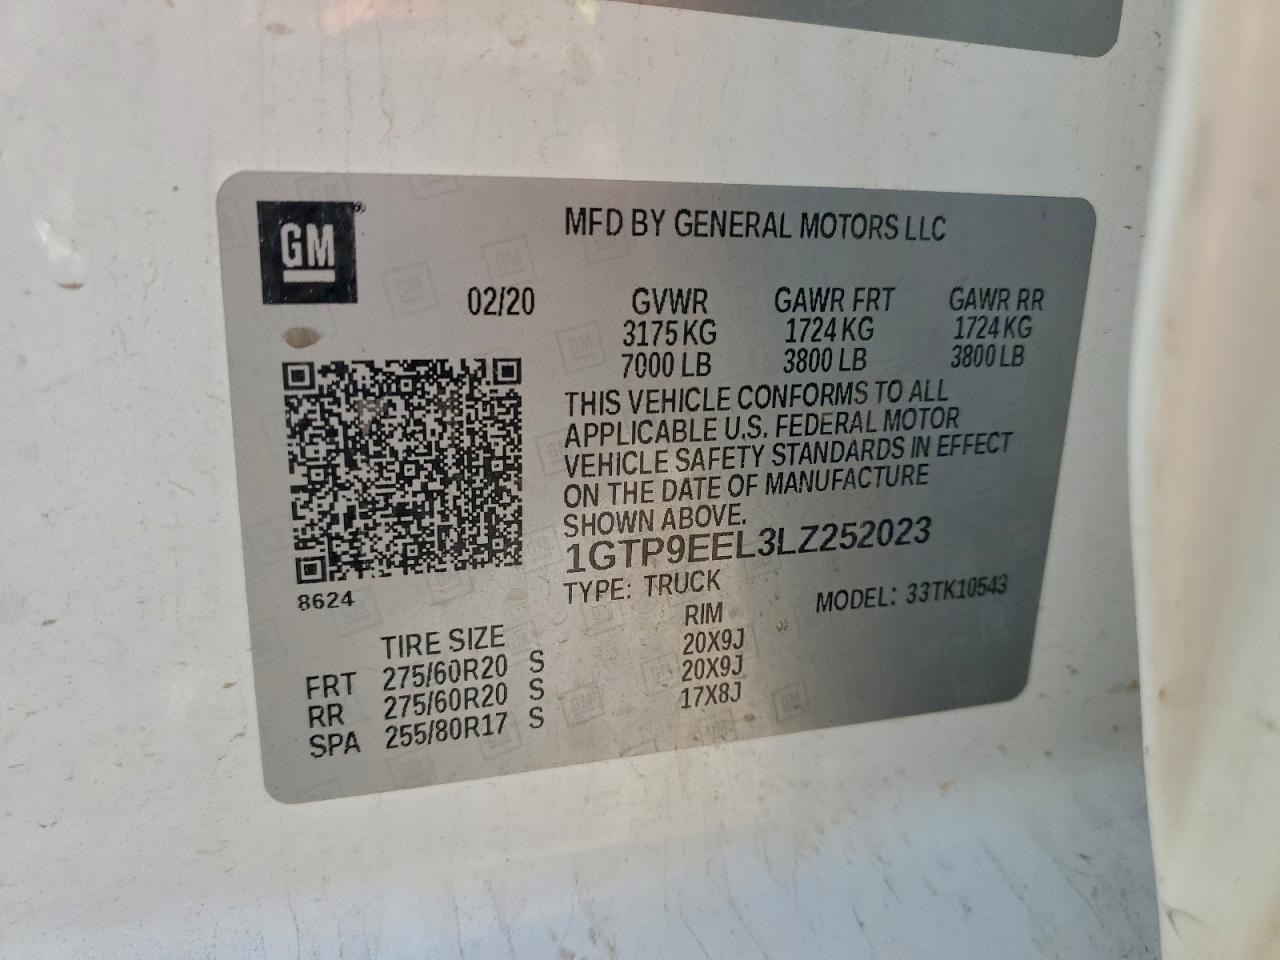 GM
MFD BY GENERAL MOTORS LLC
02/20 GVWR GAWR FRT GAWR RR
3175 KG 1724 KG 1724 KG
7000 LB 3800 LB 3800 LB
THIS VEHICLE CONFORMS TO ALL
APPLICABLE U.S. FEDERAL MOTOR
VEHICLE SAFETY STANDARDS IN EFFECT
ON THE DATE OF MANUFACTURE
SHOWN ABOVE.
1GTP9EEL3LZ252023
TYPE: TRUCK MODEL: 33TK10543
8624
TIRE SIZE RIM
FRT 275/60R20 S 20X9J
RR 275/60R20 S 20X9J
SPA 255/80R17 S 17X8J